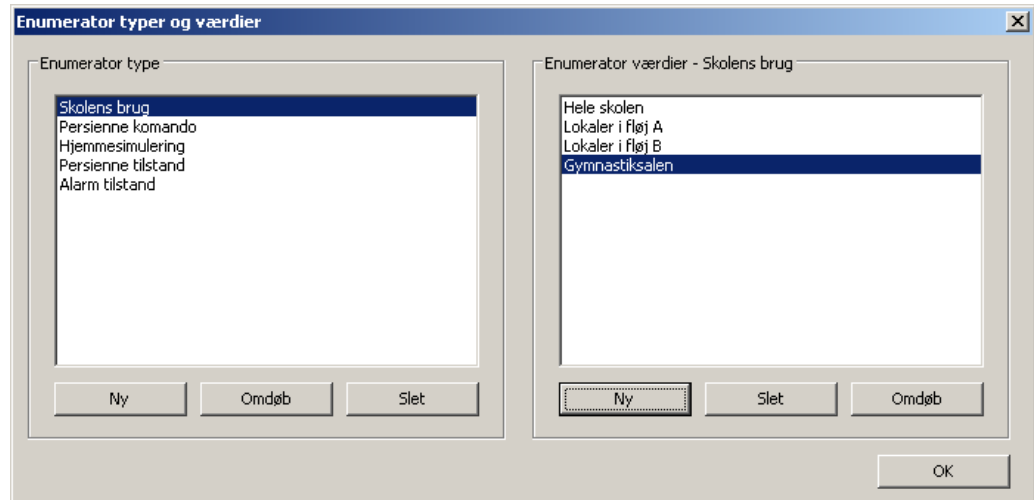 Enumerator typer og værdier
Enumerator type
Skolens brug
Persienne komando
Hjemmesimulering
Persienne tilstand
Alarm tilstand
Ny
Omdøb
Slet
Enumerator værdier - Skolens brug
Hele skolen
Lokaler i fløj A
Lokaler i fløj B
Gymnastiksalen
Ny
Slet
Omdøb
OK